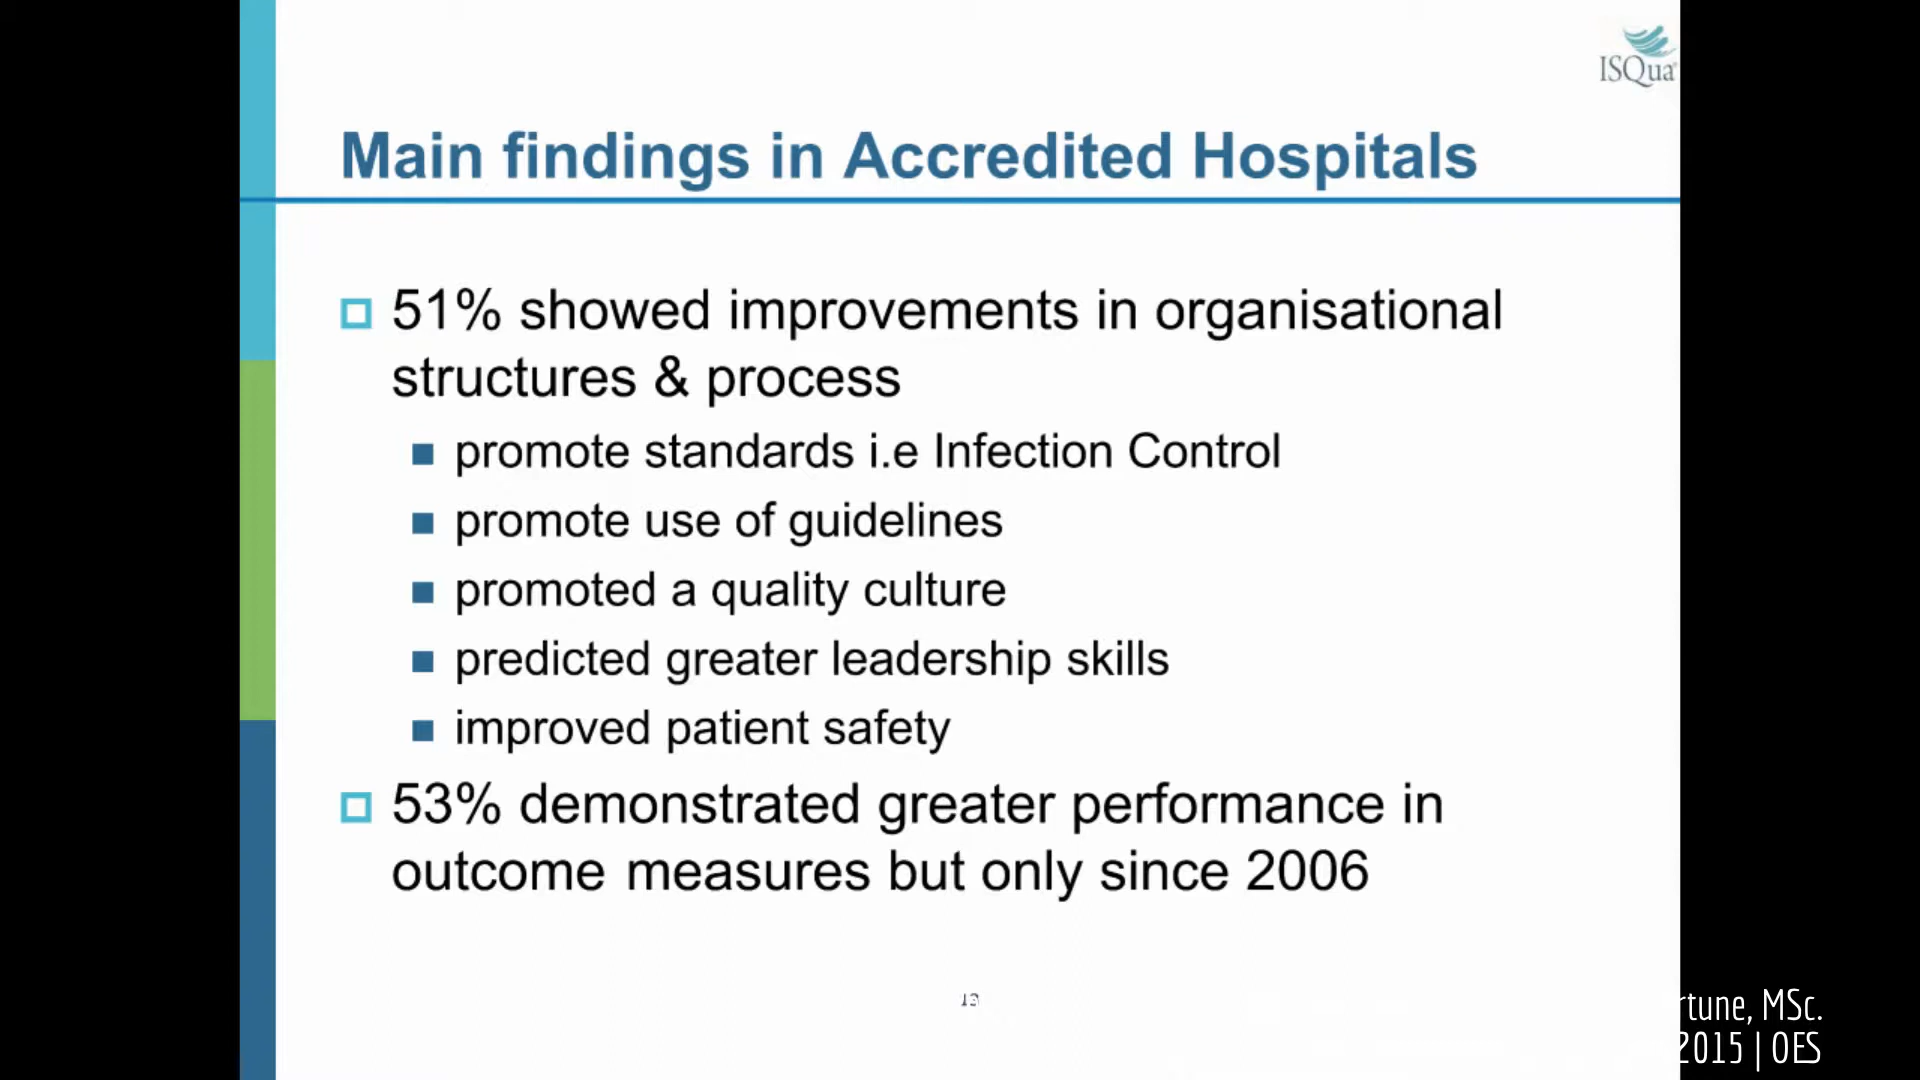 ISQua
Main findings in Accredited Hospitals
51% showed improvements in organisational
structures & process
promote standards i.e Infection Control
promote use of guidelines
promoted a quality culture
predicted greater leadership skills
improved patient safety
53% demonstrated greater performance in
outcome measures but only since 2006
13
MSc.
2015 | OES